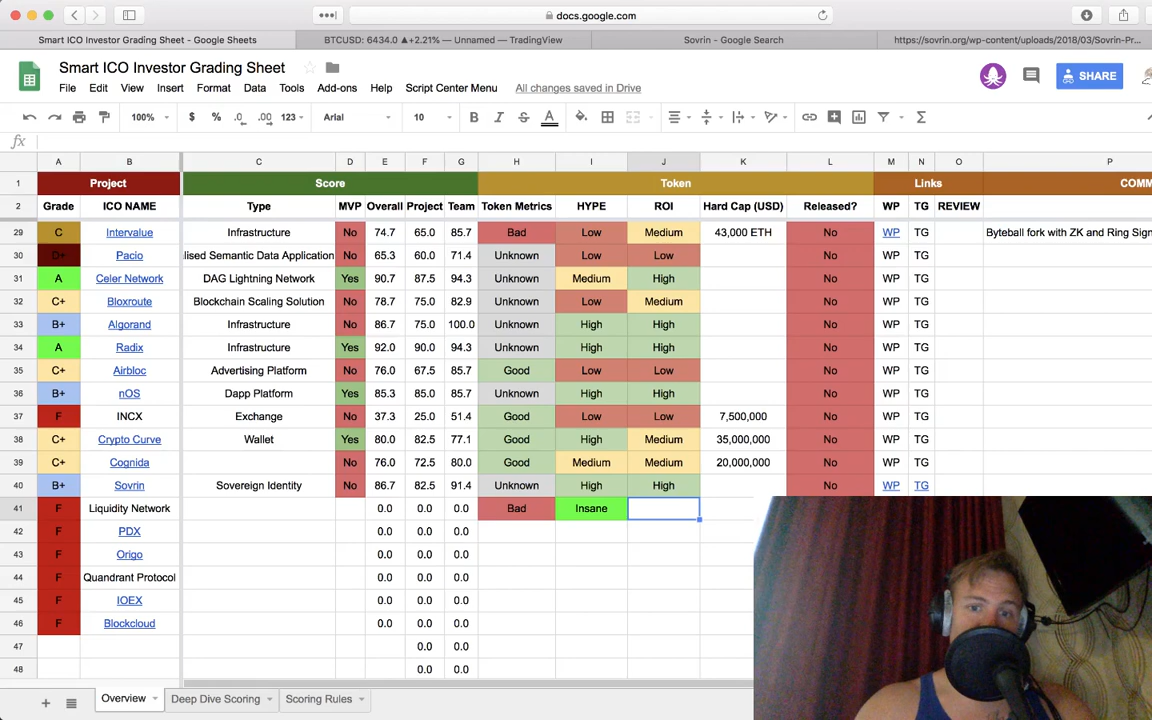 docs.google.com
Smart ICO Investor Grading Sheet - Google Sheets BTCUSD: 6434.0 ▲+2.21% — Unnamed — TradingView Sovrin - Google Search https://sovrin.org/wp-content/uploads/2018/03/Sovrin-Pr...
Smart ICO Investor Grading Sheet
File Edit View Insert Format Data Tools Add-ons Help Script Center Menu All changes saved in Drive SHARE
100% $ % .0 .00 123 Arial 10 B I S A
fx
A B C D E F G H I J K L M N O P
1 Project Score Token Links COMM
2 Grade ICO NAME Type MVP Overall Project Team Token Metrics HYPE ROI Hard Cap (USD) Released? WP TG REVIEW
29 C Intervalue Infrastructure No 74.7 65.0 85.7 Bad Low Medium 43,000 ETH No WP TG Byteball fork with ZK and Ring Sign
30 D+ Pacio lised Semantic Data Application No 65.3 60.0 71.4 Unknown Low Low No WP TG
31 A Celer Network DAG Lightning Network Yes 90.7 87.5 94.3 Unknown Medium High No WP TG
32 C+ Bloxroute Blockchain Scaling Solution No 78.7 75.0 82.9 Unknown Low Medium No WP TG
33 B+ Algorand Infrastructure No 86.7 75.0 100.0 Unknown High High No WP TG
34 A Radix Infrastructure Yes 92.0 90.0 94.3 Unknown High High No WP TG
35 C+ Airbloc Advertising Platform No 76.0 67.5 85.7 Good Low Low No WP TG
36 B+ nOS Dapp Platform Yes 85.3 85.0 85.7 Unknown High High No WP TG
37 F INCX Exchange No 37.3 25.0 51.4 Good Low Low 7,500,000 No WP TG
38 C+ Crypto Curve Wallet Yes 80.0 82.5 77.1 Good High Medium 35,000,000 No WP TG
39 C+ Cognida No 76.0 72.5 80.0 Good Medium Medium 20,000,000 No WP TG
40 B+ Sovrin Sovereign Identity No 86.7 82.5 91.4 Unknown High High No WP TG
41 F Liquidity Network 0.0 0.0 0.0 Bad Insane
42 F PDX 0.0 0.0 0.0
43 F Origo 0.0 0.0 0.0
44 F Quandrant Protocol 0.0 0.0 0.0
45 F IOEX 0.0 0.0 0.0
46 F Blockcloud 0.0 0.0 0.0
47 0.0 0.0
48 0.0 0.0
Overview Deep Dive Scoring Scoring Rules